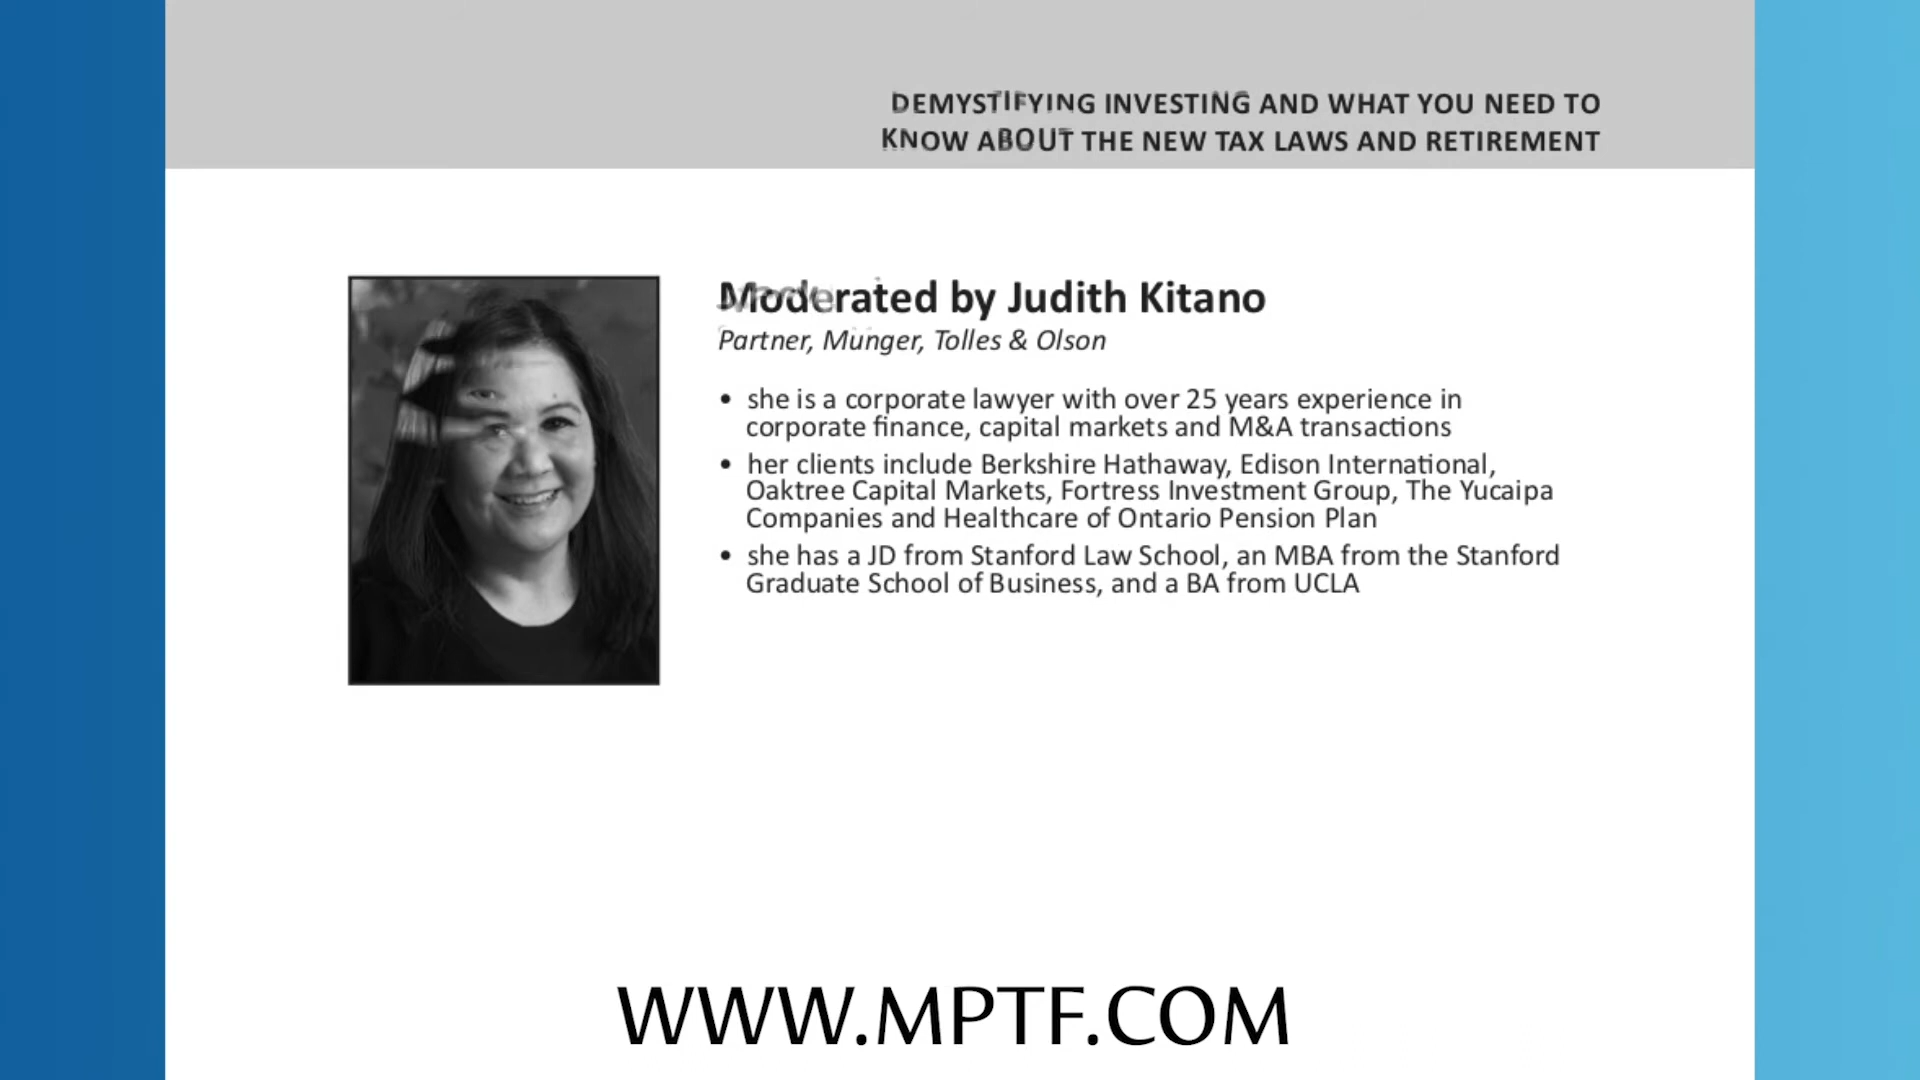 DEMYSTIFYING INVESTING AND WHAT YOU NEED TO
KNOW ABOUT THE NEW TAX LAWS AND RETIREMENT
Moderated by Judith Kitano
Partner, Munger, Tolles & Olson
• she is a corporate lawyer with over 25 years experience in
corporate finance, capital markets and M&A transactions
• her clients include Berkshire Hathaway, Edison International,
Oaktree Capital Markets, Fortress Investment Group, The Yucaipa
Companies and Healthcare of Ontario Pension Plan
• she has a JD from Stanford Law School, an MBA from the Stanford
Graduate School of Business, and a BA from UCLA
WWW.MPTF.COM